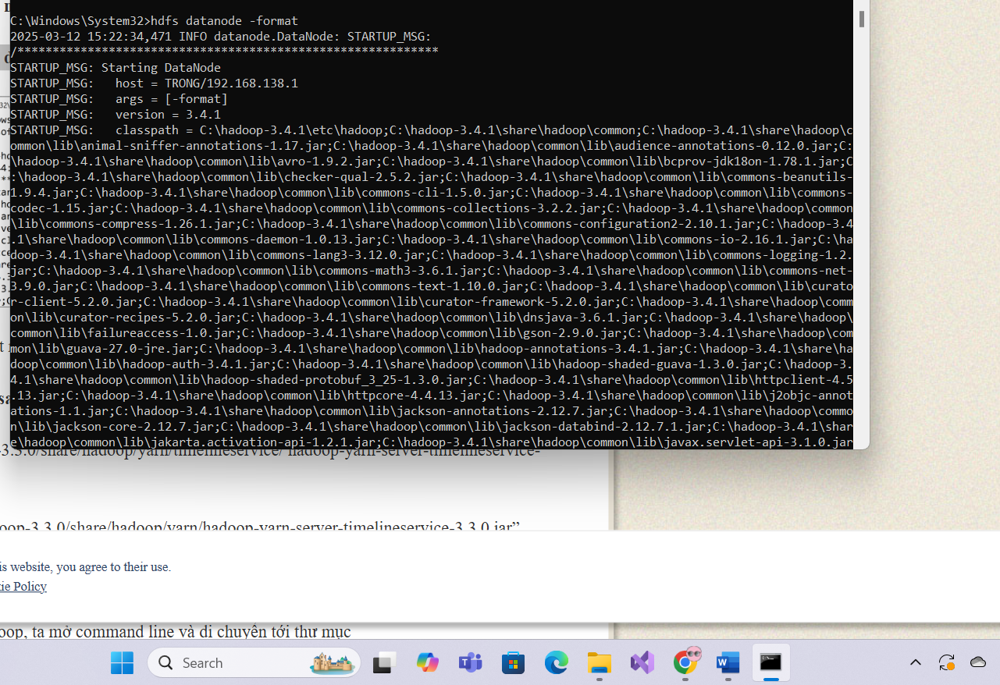 C:\Windows\System32>hdfs datanode -format
2025-03-12 15:22:34,471 INFO datanode.DataNode: STARTUP_MSG:
/************************************************************
STARTUP_MSG: Starting DataNode
STARTUP_MSG:   host = TRONG/192.168.138.1
STARTUP_MSG:   args = [-format]
STARTUP_MSG:   version = 3.4.1
STARTUP_MSG:   classpath = C:\hadoop-3.4.1\etc\hadoop;C:\hadoop-3.4.1\share\hadoop\common;C:\hadoop-3.4.1\share\hadoop\c
ommon\lib\animal-sniffer-annotations-1.17.jar;C:\hadoop-3.4.1\share\hadoop\common\lib\audience-annotations-0.12.0.jar;C:
\hadoop-3.4.1\share\hadoop\common\lib\avro-1.9.2.jar;C:\hadoop-3.4.1\share\hadoop\common\lib\bcprov-jdk18on-1.78.1.jar;C
:\hadoop-3.4.1\share\hadoop\common\lib\checker-qual-2.5.2.jar;C:\hadoop-3.4.1\share\hadoop\common\lib\commons-beanutils-
1.9.4.jar;C:\hadoop-3.4.1\share\hadoop\common\lib\commons-cli-1.5.0.jar;C:\hadoop-3.4.1\share\hadoop\common\lib\commons-
codec-1.15.jar;C:\hadoop-3.4.1\share\hadoop\common\lib\commons-collections-3.2.2.jar;C:\hadoop-3.4.1\share\hadoop\common
\lib\commons-compress-1.26.1.jar;C:\hadoop-3.4.1\share\hadoop\common\lib\commons-configuration2-2.10.1.jar;C:\hadoop-3.4
.1\share\hadoop\common\lib\commons-daemon-1.0.13.jar;C:\hadoop-3.4.1\share\hadoop\common\lib\commons-io-2.16.1.jar;C:\ha
doop-3.4.1\share\hadoop\common\lib\commons-lang3-3.12.0.jar;C:\hadoop-3.4.1\share\hadoop\common\lib\commons-logging-1.2.
jar;C:\hadoop-3.4.1\share\hadoop\common\lib\commons-math3-3.6.1.jar;C:\hadoop-3.4.1\share\hadoop\common\lib\commons-net-
3.9.0.jar;C:\hadoop-3.4.1\share\hadoop\common\lib\commons-text-1.10.0.jar;C:\hadoop-3.4.1\share\hadoop\common\lib\curato
r-client-5.2.0.jar;C:\hadoop-3.4.1\share\hadoop\common\lib\curator-framework-5.2.0.jar;C:\hadoop-3.4.1\share\hadoop\comm
on\lib\curator-recipes-5.2.0.jar;C:\hadoop-3.4.1\share\hadoop\common\lib\dnsjava-3.6.1.jar;C:\hadoop-3.4.1\share\hadoop\
common\lib\failureaccess-1.0.jar;C:\hadoop-3.4.1\share\hadoop\common\lib\gson-2.9.0.jar;C:\hadoop-3.4.1\share\hadoop\com
mon\lib\guava-27.0-jre.jar;C:\hadoop-3.4.1\share\hadoop\common\lib\hadoop-annotations-3.4.1.jar;C:\hadoop-3.4.1\share\ha
doop\common\lib\hadoop-auth-3.4.1.jar;C:\hadoop-3.4.1\share\hadoop\common\lib\hadoop-shaded-guava-1.3.0.jar;C:\hadoop-3.
4.1\share\hadoop\common\lib\hadoop-shaded-protobuf_3_25-1.3.0.jar;C:\hadoop-3.4.1\share\hadoop\common\lib\httpclient-4.5
.13.jar;C:\hadoop-3.4.1\share\hadoop\common\lib\httpcore-4.4.13.jar;C:\hadoop-3.4.1\share\hadoop\common\lib\j2objc-annot
ations-1.1.jar;C:\hadoop-3.4.1\share\hadoop\common\lib\jackson-annotations-2.12.7.jar;C:\hadoop-3.4.1\share\hadoop\commo
n\lib\jackson-core-2.12.7.jar;C:\hadoop-3.4.1\share\hadoop\common\lib\jackson-databind-2.12.7.1.jar;C:\hadoop-3.4.1\shar
e\hadoop\common\lib\jakarta.activation-api-1.2.1.jar;C:\hadoop-3.4.1\share\hadoop\common\lib\javax.servlet-api-3.1.0.jar
-3.3.0/share/hadoop/yarn/timelineservice/ hadoop-yarn-server-timelineservice-
oop-3.3.0/share/hadoop/yarn/hadoop-yarn-server-timelineservice-3.3.0.jar”
is website, you agree to their use.
ie Policy
oop, ta mở command line và di chuyển tới thư mục
Search